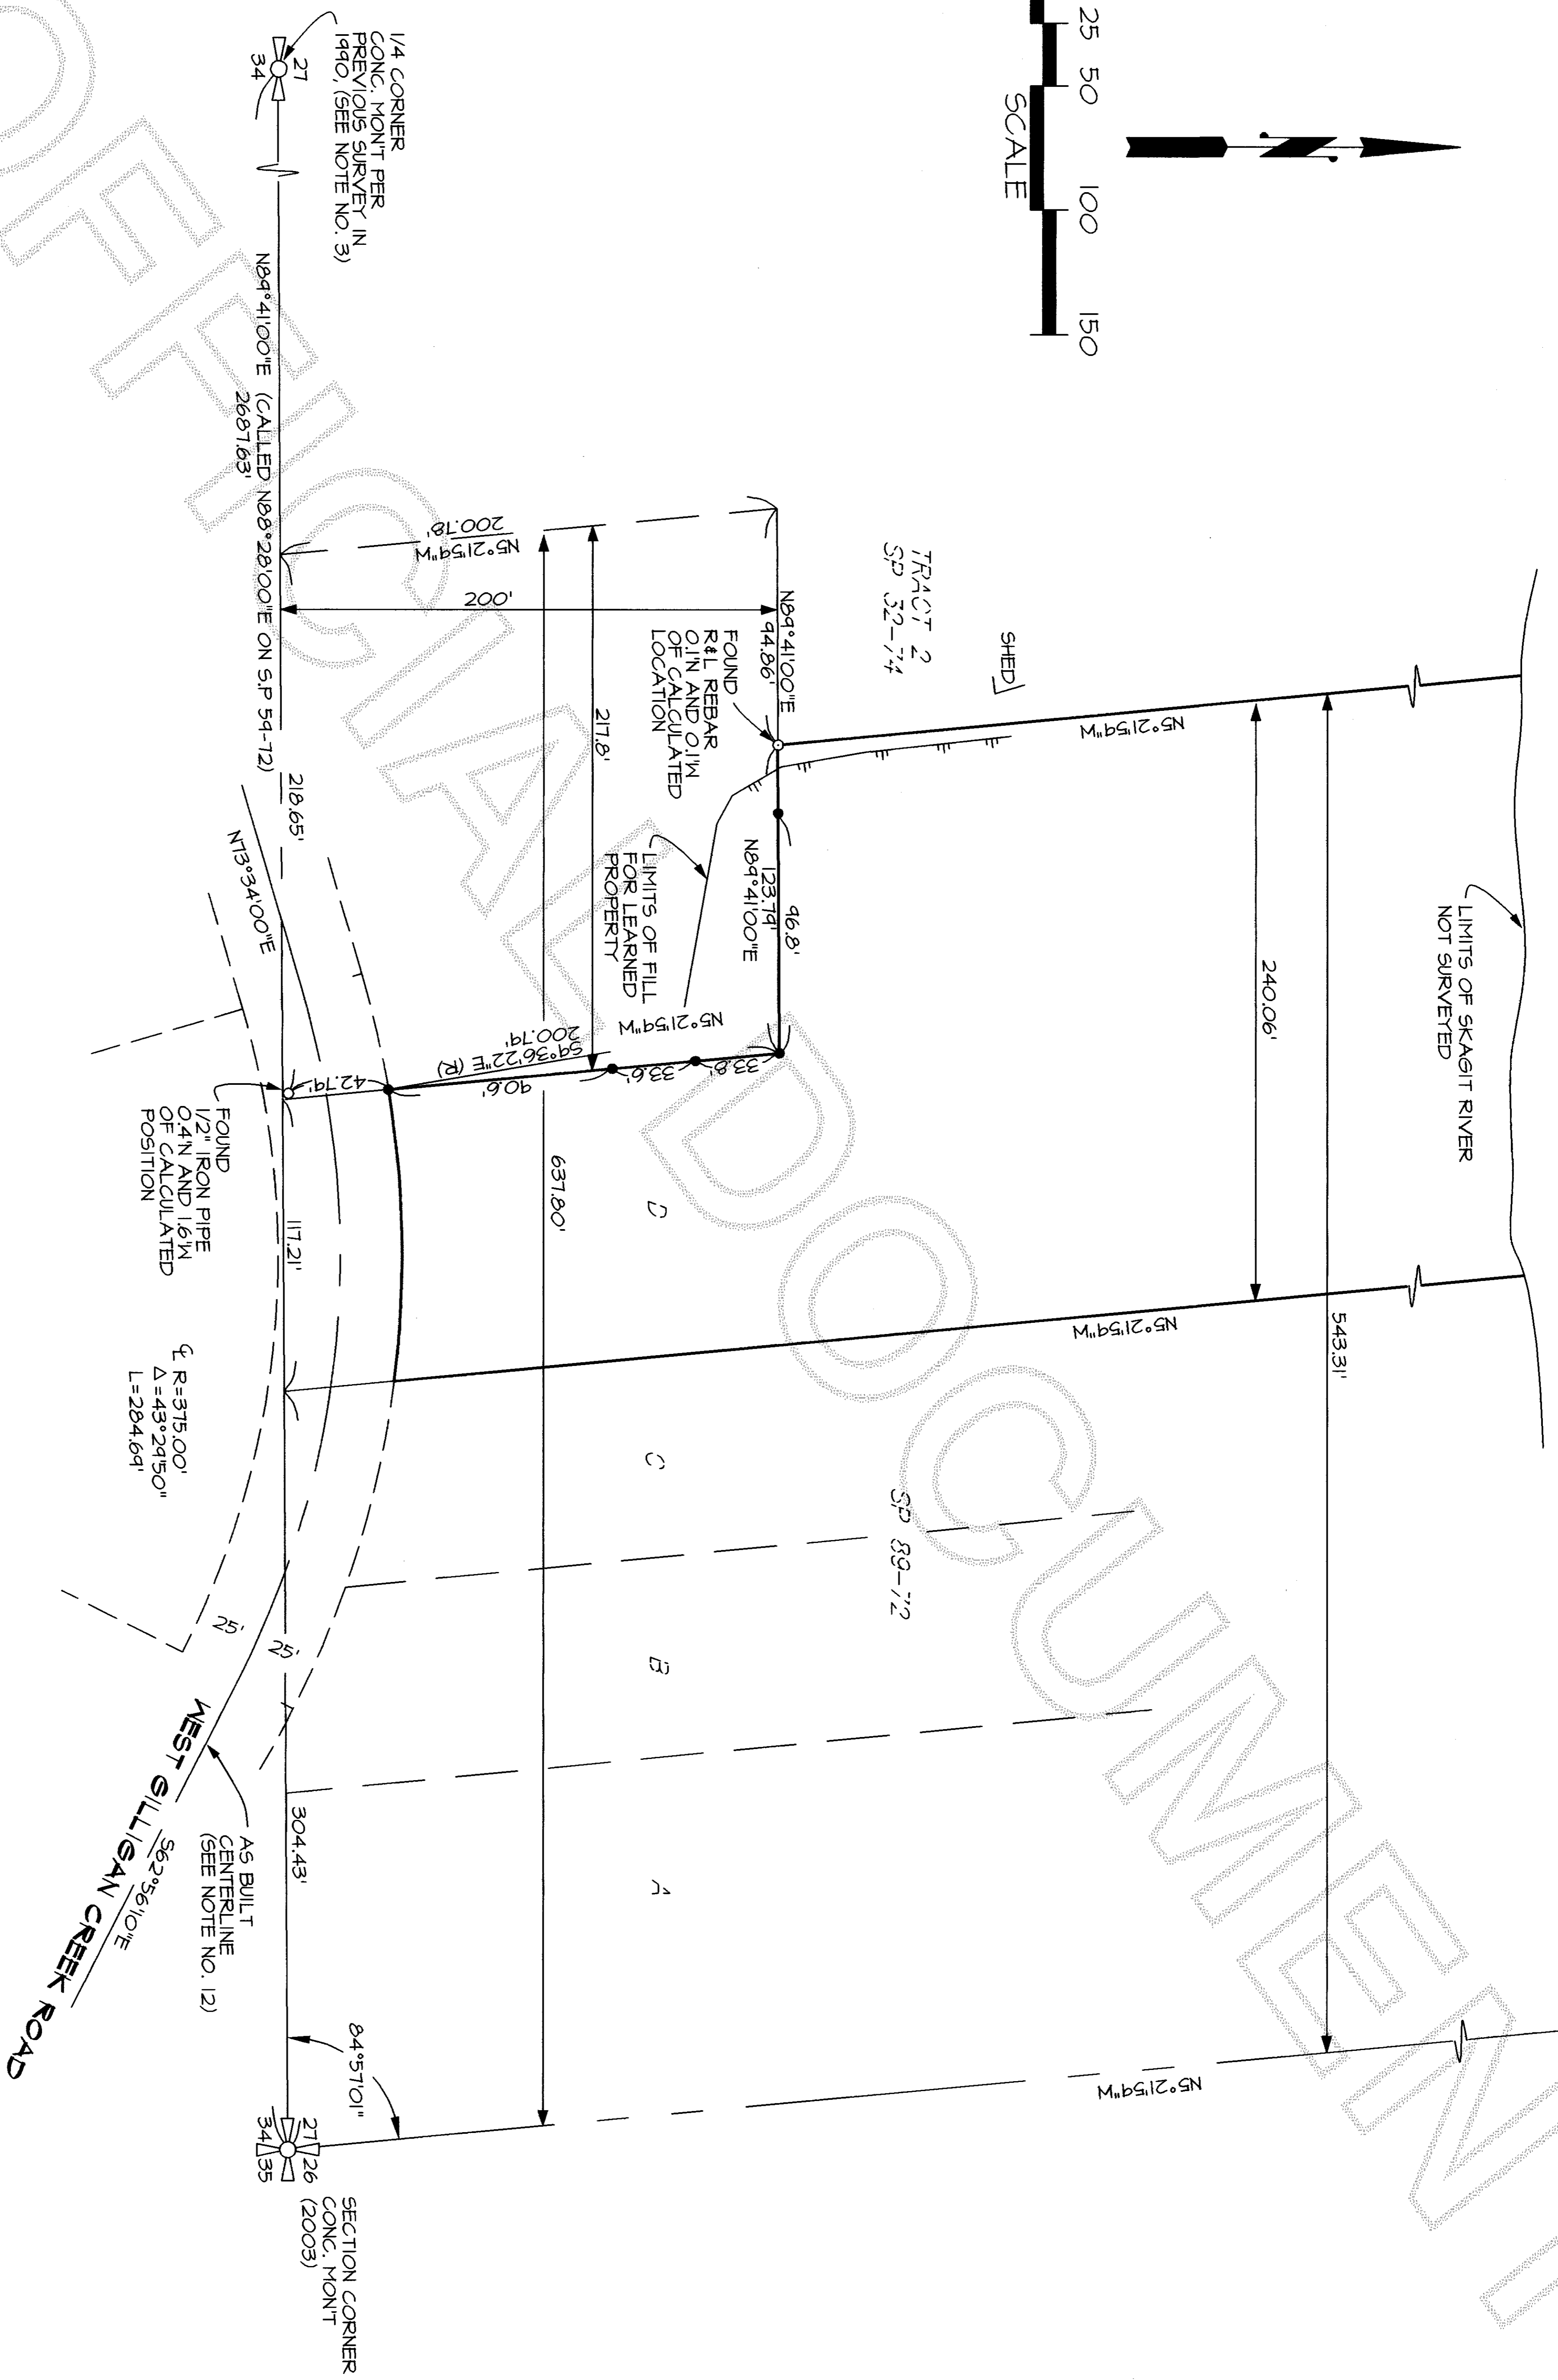 25
50
100
150
SCALE
1/4 CORNER
CONC. MON'T PER
PREVIOUS SURVEY IN
1990, (SEE NOTE NO. 3)
27
34
N89°41'00"E (CALLED N88°28'00"E ON S.P 59-72)
2687.63'
TRACT 2
SP 32-74
SHED
LIMITS OF SKAGIT RIVER
NOT SURVEYED
N5°21'59"W
240.06'
543.31'
N5°21'59"W
N5°21'59"W
N89°41'00"E
94.86'
FOUND
R&L REBAR
0.1'N AND 0.1'W
OF CALCULATED
LOCATION
96.8'
123.79'
N89°41'00"E
N5°21'59"W
200.78'
200'
217.8'
637.80'
LIMITS OF FILL
FOR LEARNED
PROPERTY
N5°21'59"W
200.79'
S9°36'22"E (R)
33.8'
33.6'
90.6'
42.79'
218.65'
N73°34'00"E
FOUND
1/2" IRON PIPE
0.4'N AND 1.6'W
OF CALCULATED
POSITION
117.21'
℄ R=375.00'
Δ=43°29'50"
L=284.69'
D
C
B
A
SP 89-72
25'
25'
304.43'
WEST GILLIGAN CREEK ROAD
S62°56'10"E
AS BUILT
CENTERLINE
(SEE NOTE NO. 12)
84°57'01"
27
26
34
35
SECTION CORNER
CONC. MON'T
(2003)
OFFICIAL DOCUMENT